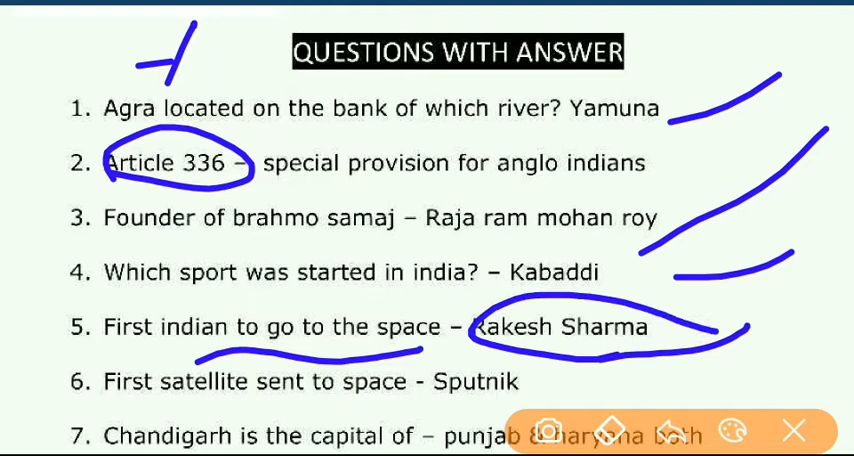 QUESTIONS WITH ANSWER
1. Agra located on the bank of which river? Yamuna
2. Article 336 – special provision for anglo indians
3. Founder of brahmo samaj – Raja ram mohan roy
4. Which sport was started in india? – Kabaddi
5. First indian to go to the space – Rakesh Sharma
6. First satellite sent to space - Sputnik
7. Chandigarh is the capital of – punjab & haryana both